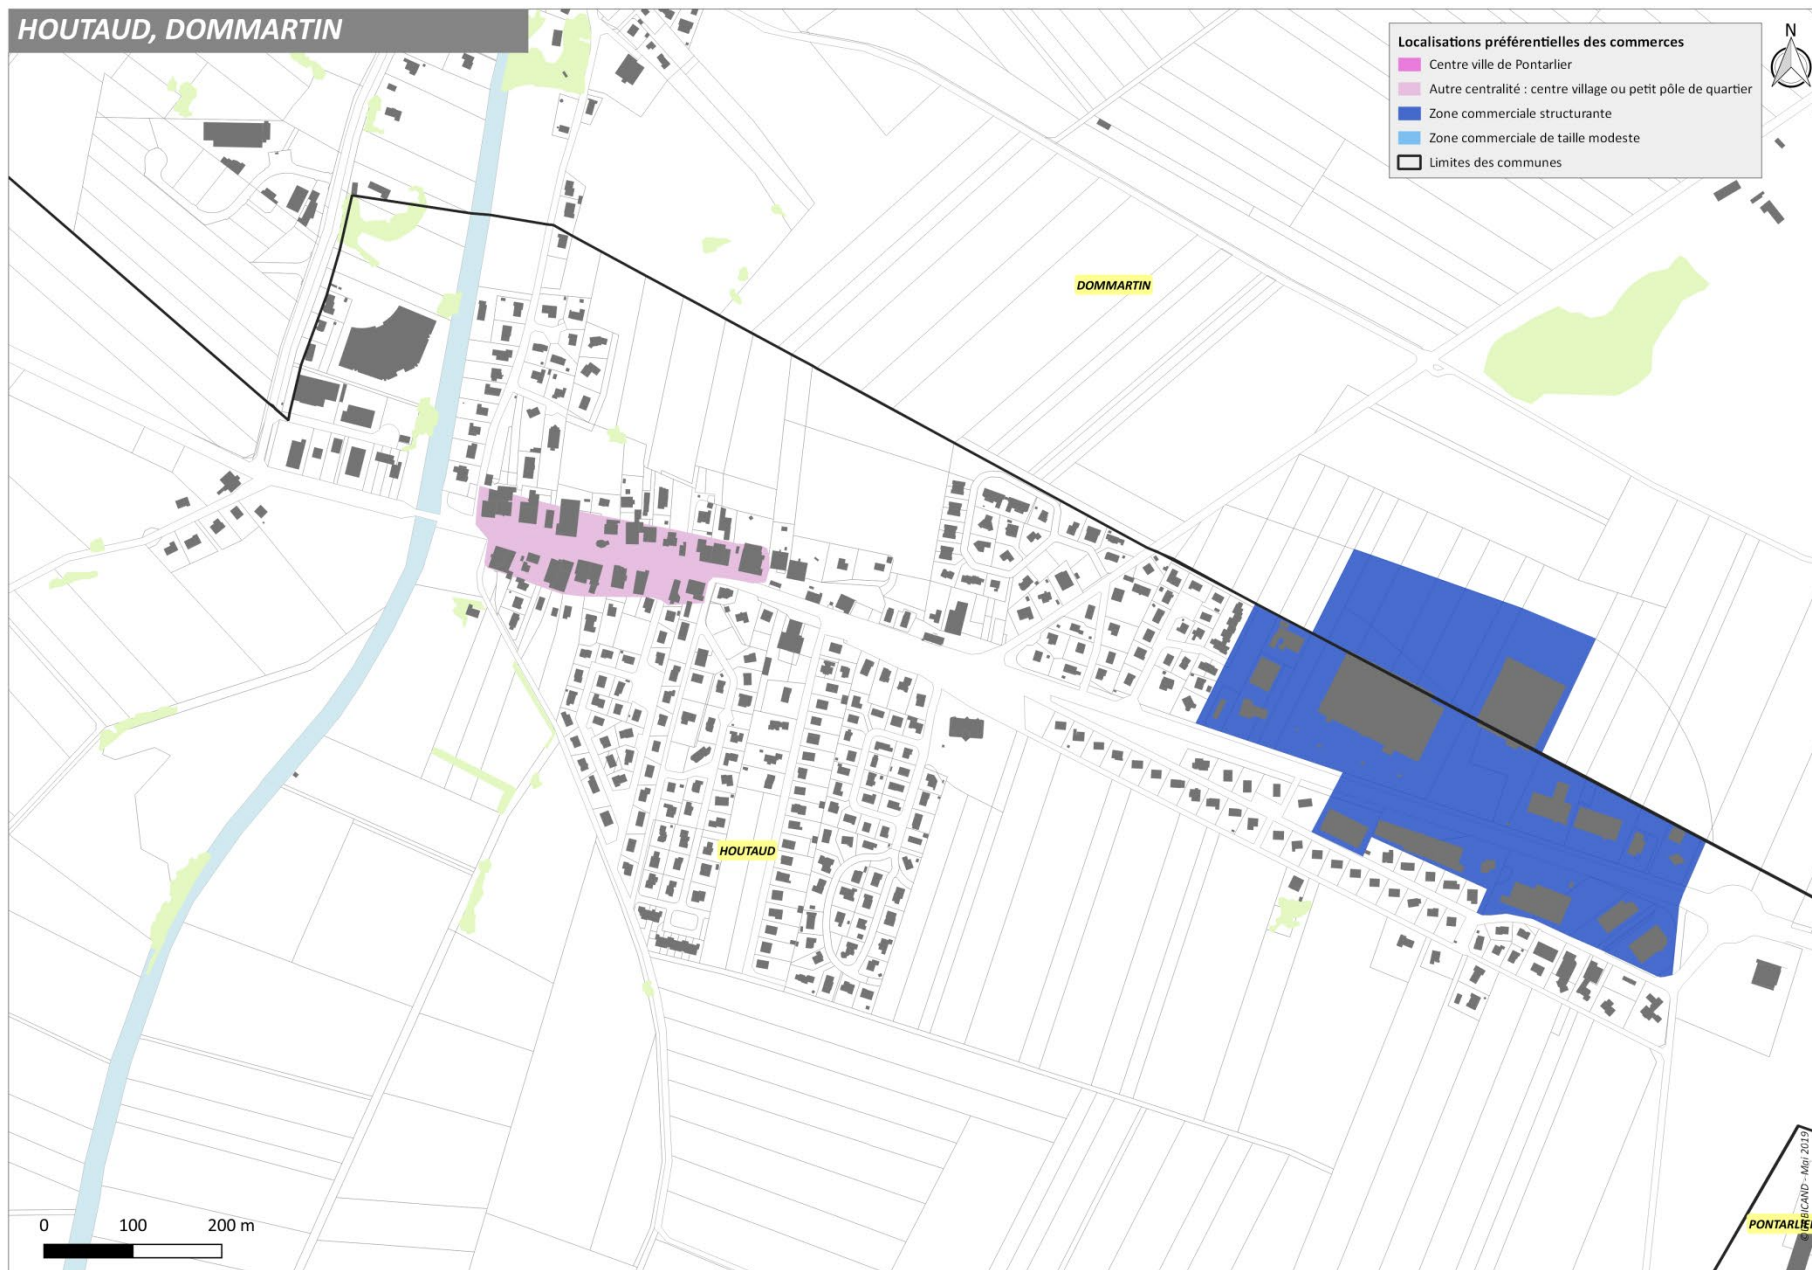 HOUTAUD, DOMMARTIN
Localisations préférentielles des commerces
Centre ville de Pontarlier
Autre centralité : centre village ou petit pôle de quartier
Zone commerciale structurante
Zone commerciale de taille modeste
Limites des communes
N
DOMMARTIN
HOUTAUD
0 100 200 m
- Mai 2019